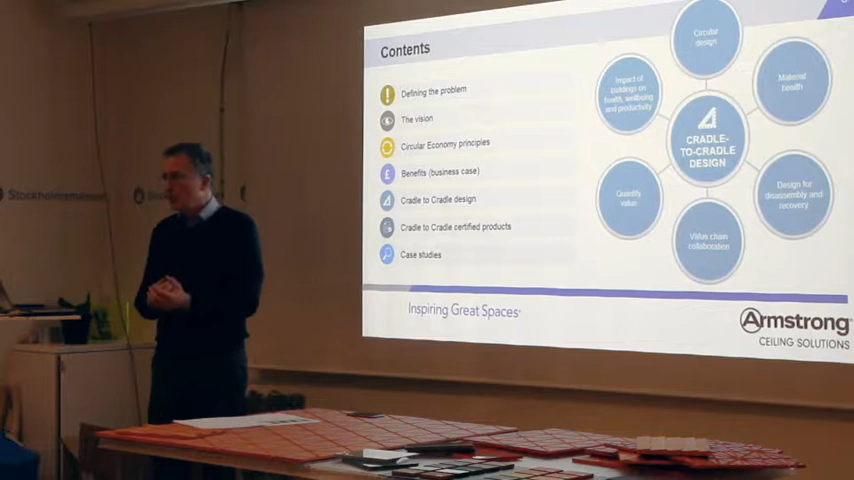 Contents
Defining the problem
The vision
Circular Economy principles
£
Benefits (business case)
Cradle to Cradle design
Cradle to Cradle certified products
Case studies
Circular
design
Impact of
buildings on
health, wellbeing
and productivity
Material
health
CRADLE-
TO-CRADLE
DESIGN
Quantify
value
Design for
disassembly and
recovery
Value chain
collaboration
Inspiring Great Spaces®
Armstrong
CEILING SOLUTIONS